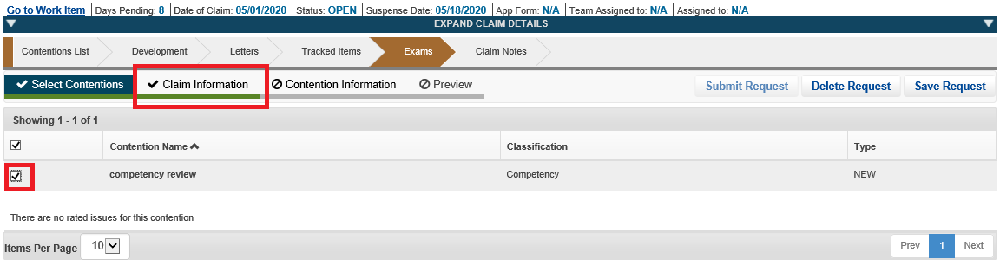 Go to Work Item Days Pending: 8 Date of Claim: 05/01/2020 Status: OPEN Suspense Date: 05/18/2020 App Form: N/A Team Assigned to: N/A Assigned to: N/A
EXPAND CLAIM DETAILS
Contentions List Development Letters Tracked Items Exams Claim Notes
Select Contentions Claim Information Contention Information Preview Submit Request Delete Request Save Request
Showing 1 - 1 of 1
Contention Name Classification Type
competency review Competency NEW
There are no rated issues for this contention
Items Per Page 10 Prev 1 Next